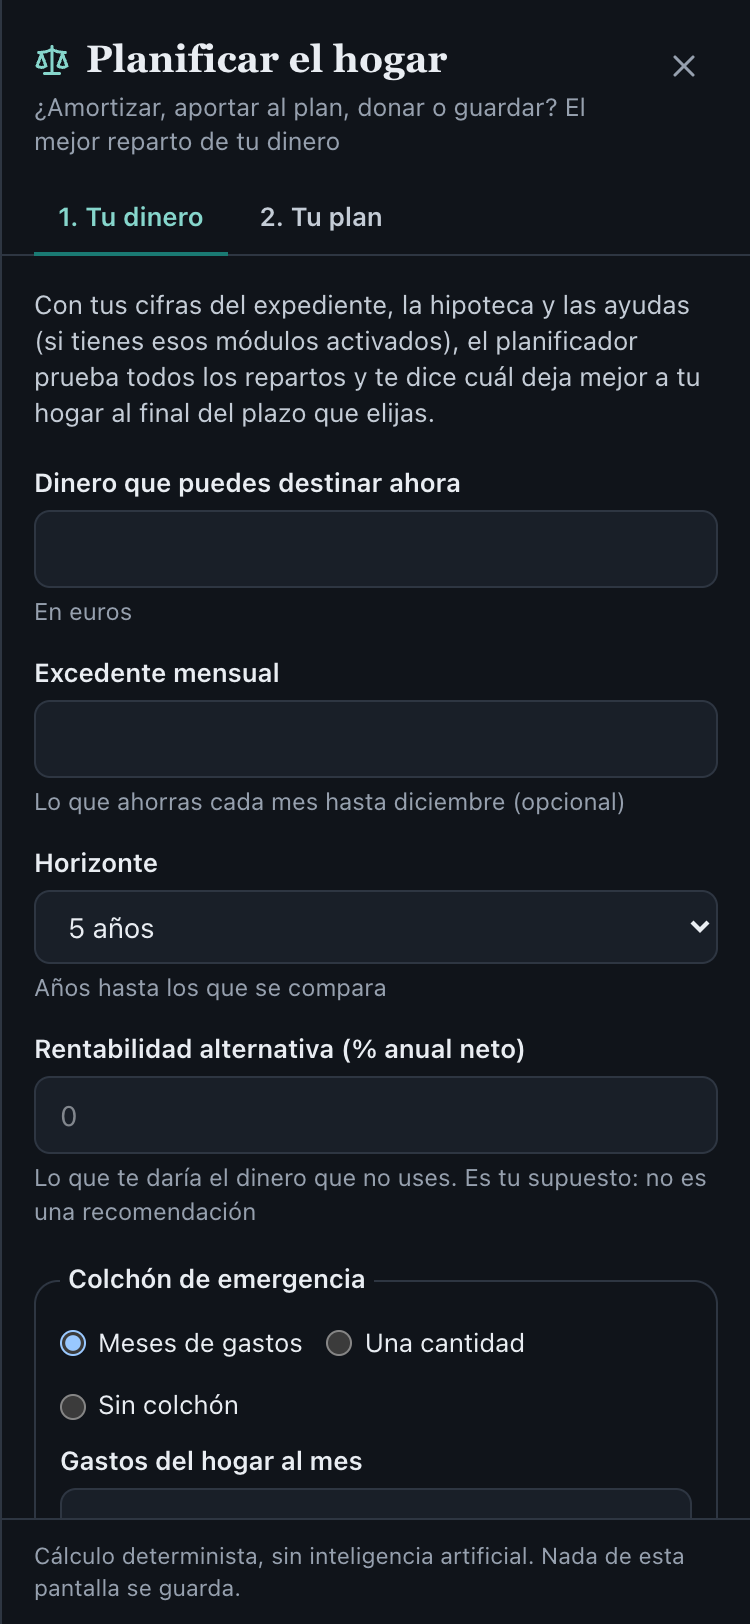 Planificar el hogar
¿Amortizar, aportar al plan, donar o guardar? El
mejor reparto de tu dinero
1. Tu dinero
2. Tu plan
Con tus cifras del expediente, la hipoteca y las ayudas
(si tienes esos módulos activados), el planificador
prueba todos los repartos y te dice cuál deja mejor a tu
hogar al final del plazo que elijas.
Dinero que puedes destinar ahora
En euros
Excedente mensual
Lo que ahorras cada mes hasta diciembre (opcional)
Horizonte
5 años
Años hasta los que se compara
Rentabilidad alternativa (% anual neto)
0
Lo que te daría el dinero que no uses. Es tu supuesto: no es
una recomendación
Colchón de emergencia
Meses de gastos
Una cantidad
Sin colchón
Gastos del hogar al mes
Cálculo determinista, sin inteligencia artificial. Nada de esta
pantalla se guarda.